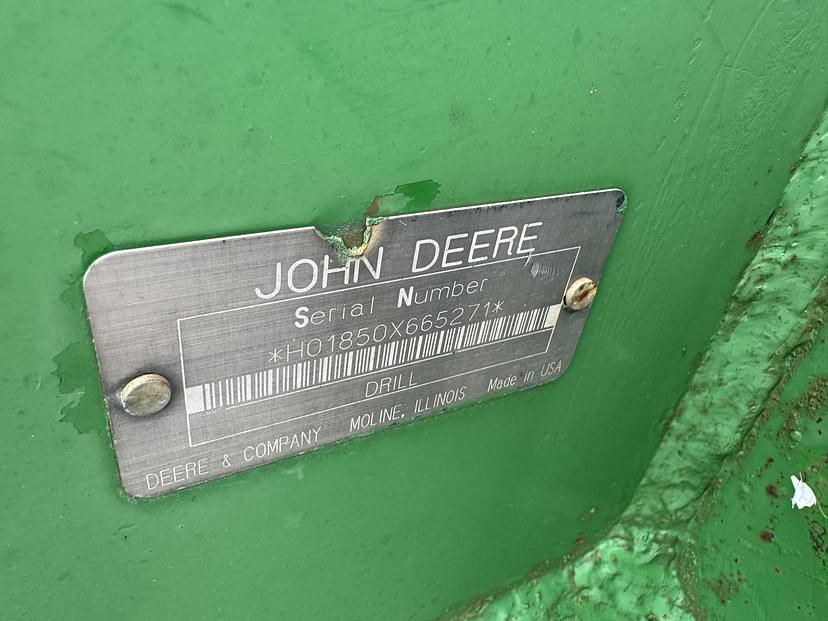 JOHN DEERE
Serial Number
*H01850X665271*
DRILL
DEERE & COMPANY MOLINE, ILLINOIS Made in USA